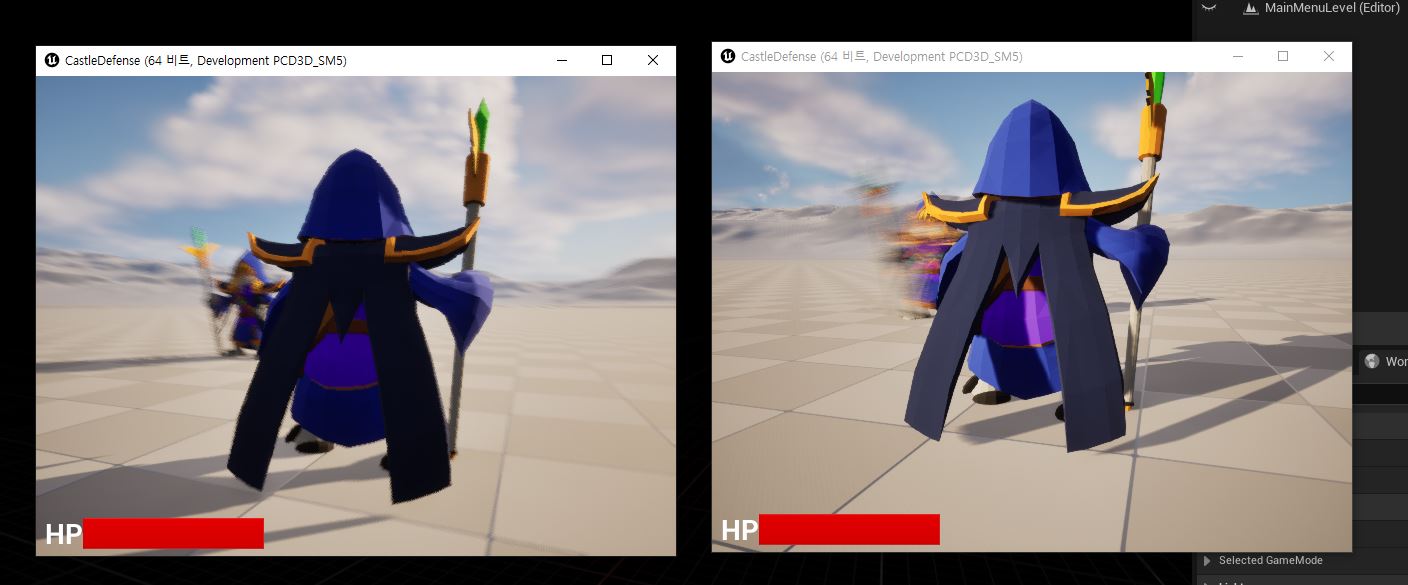 MainMenuLevel (Editor)
CastleDefense (64 비트, Development PCD3D_SM5)
CastleDefense (64 비트, Development PCD3D_SM5)
Wor
HP
HP
Selected GameMode